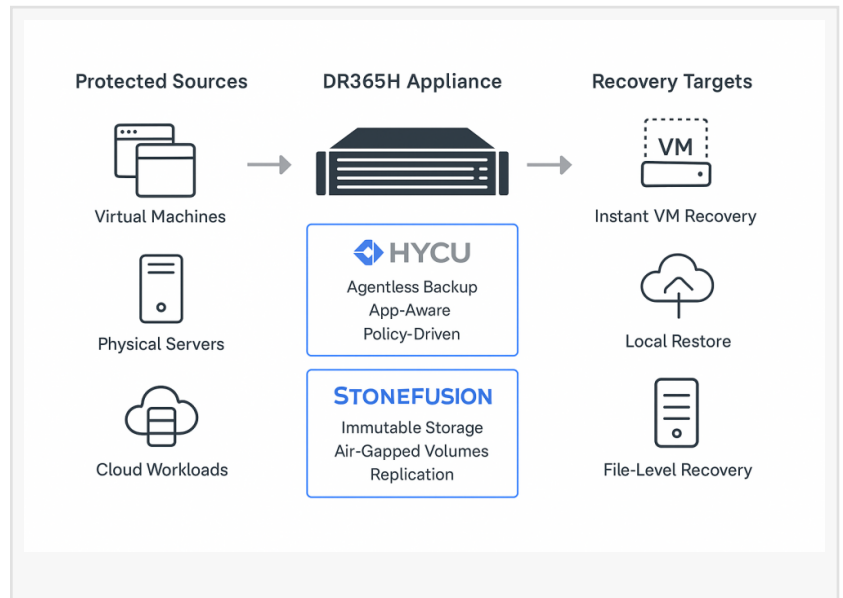 Protected Sources
DR365H Appliance
Recovery Targets
Virtual Machines
Physical Servers
Cloud Workloads
HYCU
Agentless Backup
App-Aware
Policy-Driven
STONEFUSION
Immutable Storage
Air-Gapped Volumes
Replication
VM
Instant VM Recovery
Local Restore
File-Level Recovery